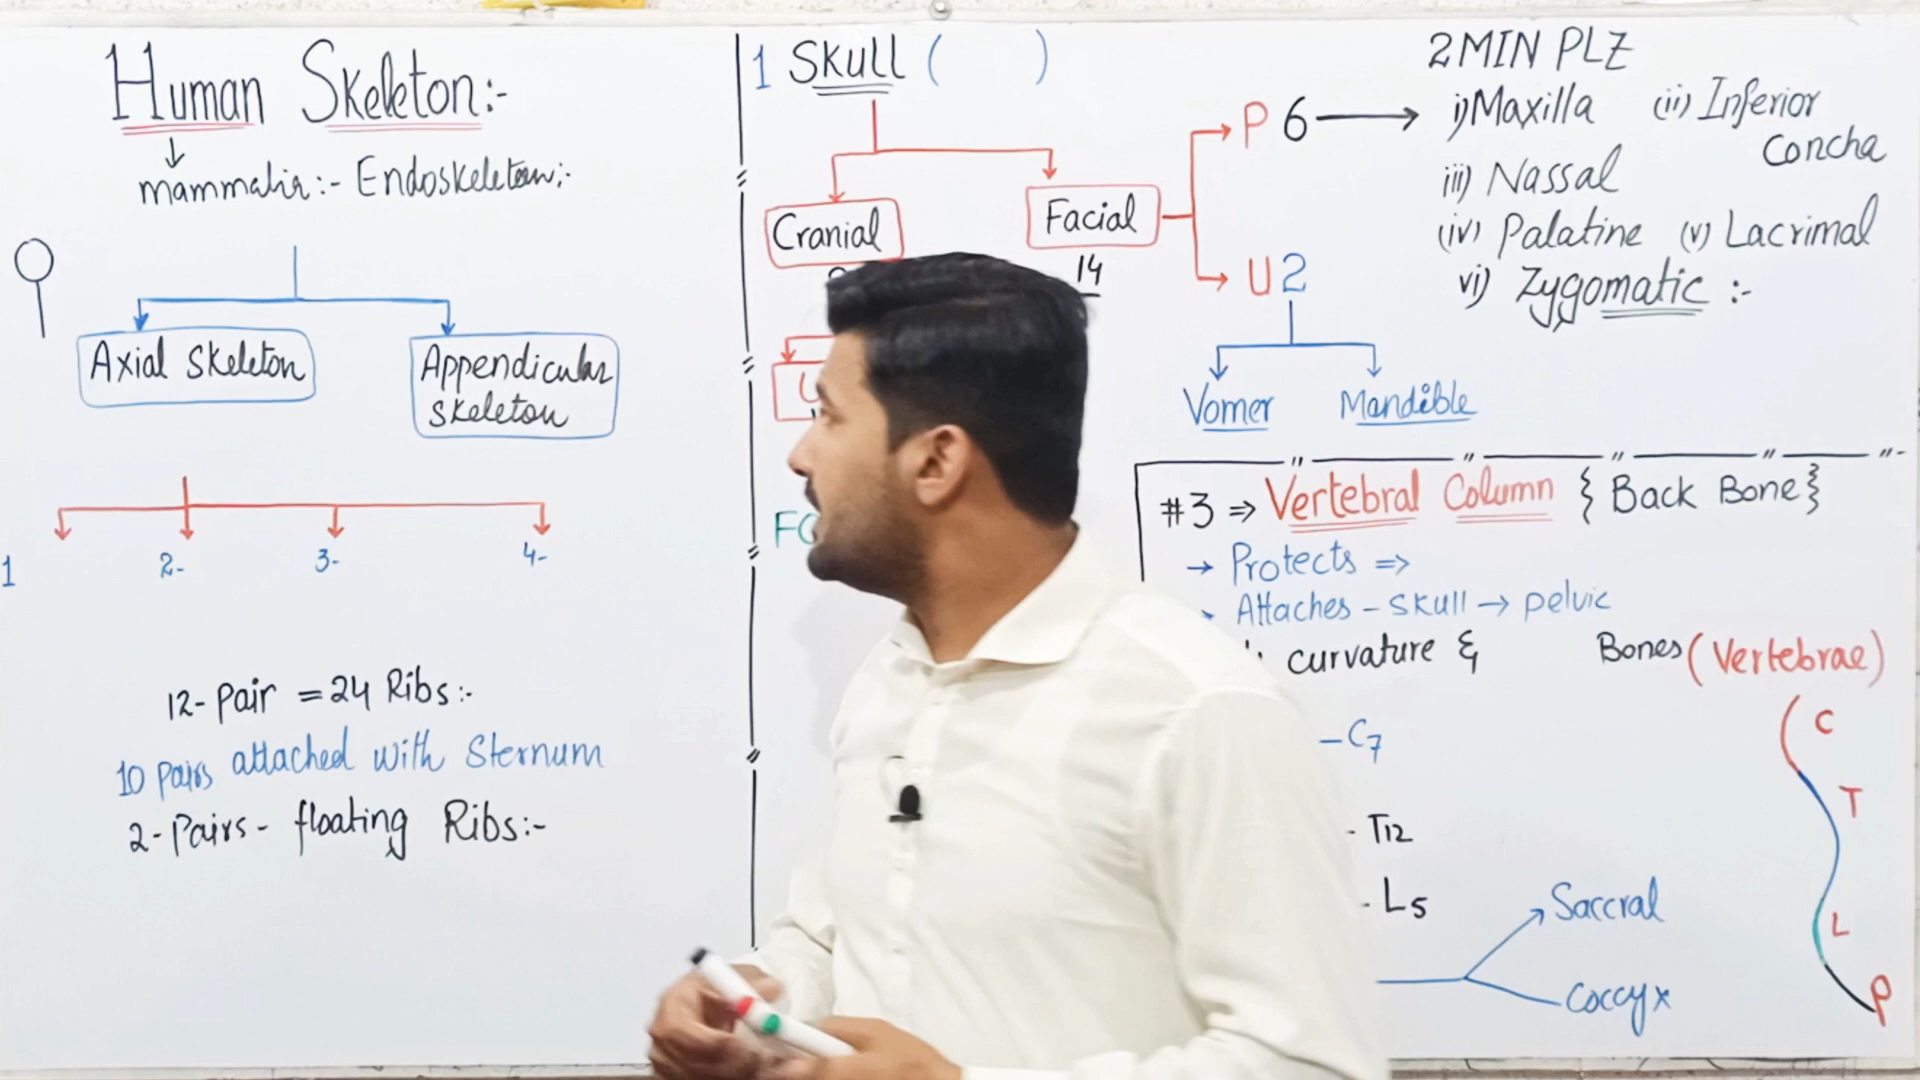 Human Skeleton:-
mammalia:- Endoskeleton:-
Axial Skeleton
Appendicular
skeleton
1
2-
3-
4-
12-Pair = 24 Ribs:-
10 pairs attached with Sternum
2-Pairs- floating Ribs:-
1 Skull ( )
Cranial
Facial
14
P 6
U 2
Vomer
Mandible
2 MIN PLZ
i) Maxilla (ii) Inferior
Concha
iii) Nassal
(iv) Palatine (v) Lacrimal
vi) Zygomatic :-
#3 ⇒ Vertebral Column { Back Bone }
→ Protects ⇒
Attaches - Skull → pelvic
curvature & Bones (Vertebrae)
- C7
- T12
- L5
Saccral
Coccyx
C
T
L
P